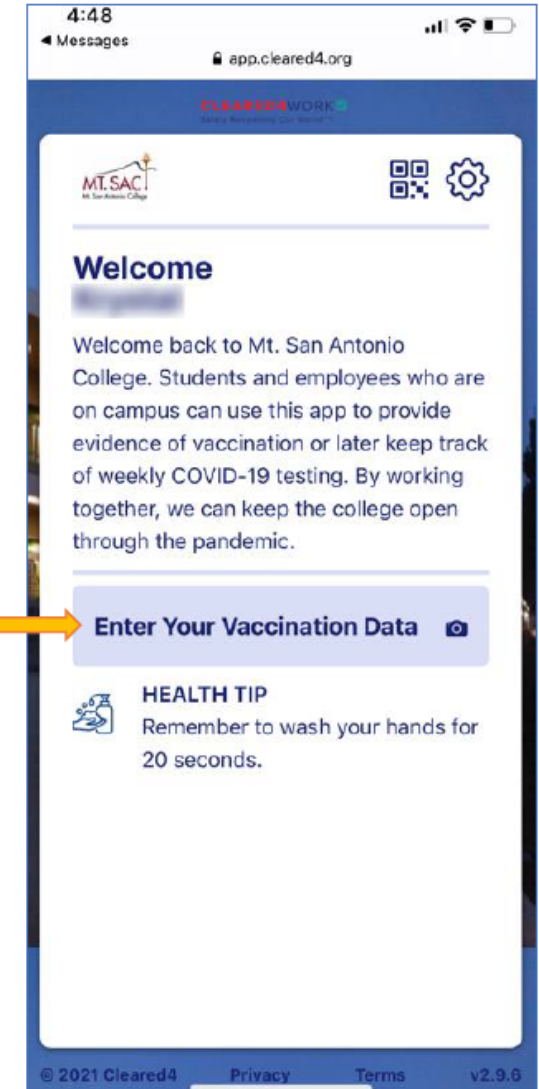 4:48
◀ Messages
app.cleared4.org
CLEARED4WORK
MT. SAC
Mt. San Antonio College
Welcome
Welcome back to Mt. San Antonio
College. Students and employees who are
on campus can use this app to provide
evidence of vaccination or later keep track
of weekly COVID-19 testing. By working
together, we can keep the college open
through the pandemic.
Enter Your Vaccination Data
HEALTH TIP
Remember to wash your hands for
20 seconds.
© 2021 Cleared4 Privacy Terms v2.9.6